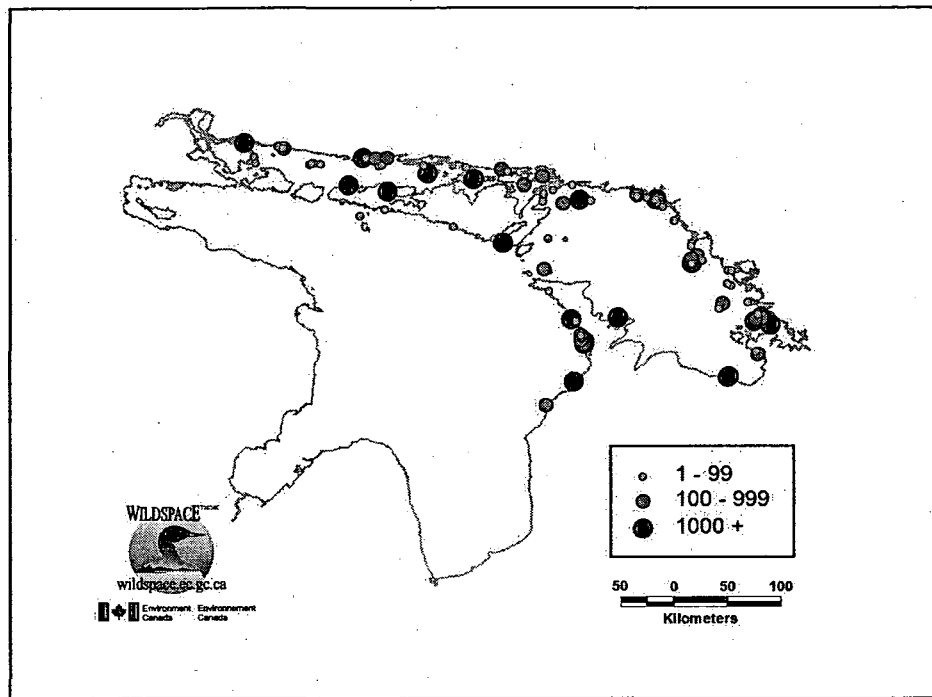 1 - 99
100 - 999
1000 +
WILDSPACE
wildspace.ec.gc.ca
Environment Environnement
Canada Canada
50 0 50 100
Kilometers